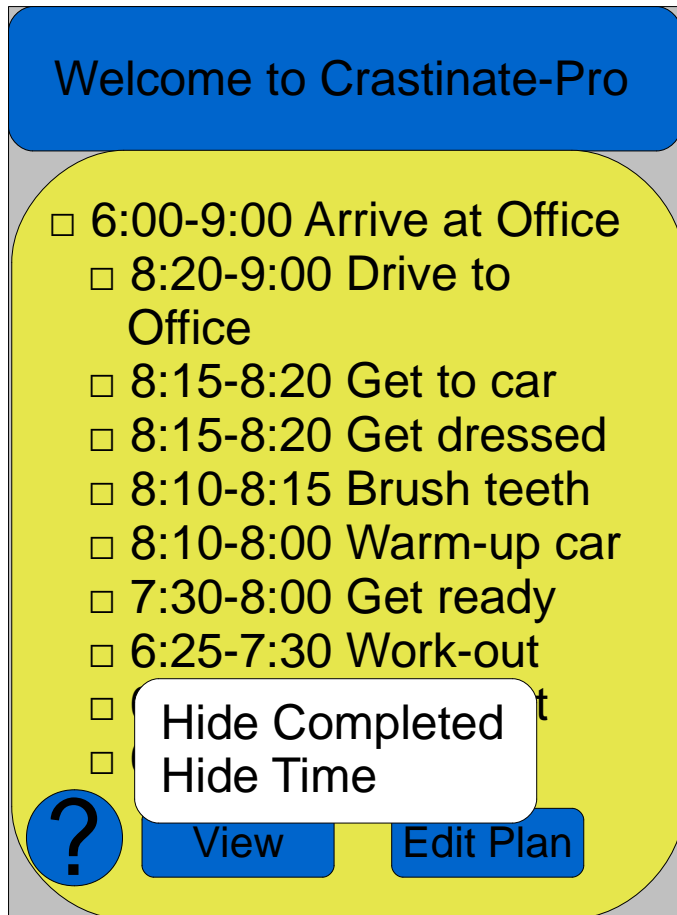 Welcome to Crastinate-Pro
6:00-9:00 Arrive at Office
8:20-9:00 Drive to
Office
8:15-8:20 Get to car
8:15-8:20 Get dressed
8:10-8:15 Brush teeth
8:10-8:00 Warm-up car
7:30-8:00 Get ready
6:25-7:30 Work-out
Hide Completed
Hide Time
?
View
Edit Plan